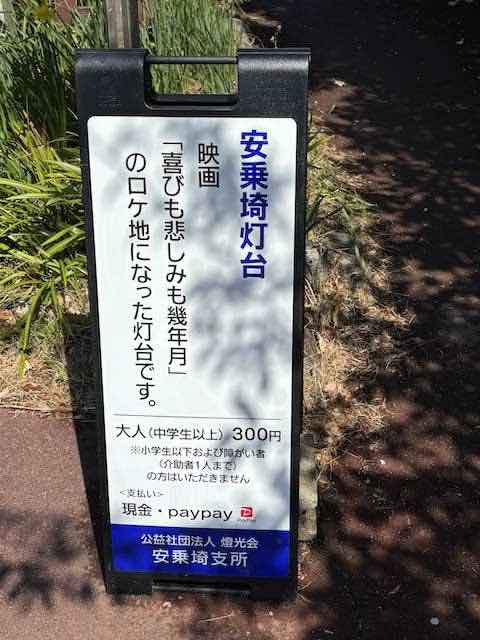 安乗埼灯台
映画
「喜びも悲しみも幾年月」
のロケ地になった灯台です。
大人（中学生以上）300円
※小学生以下および障がい者
（介助者1人まで）
の方はいただきません
<支払い>
現金・paypay
PayPay
公益社団法人 燈光会
安乗埼支所